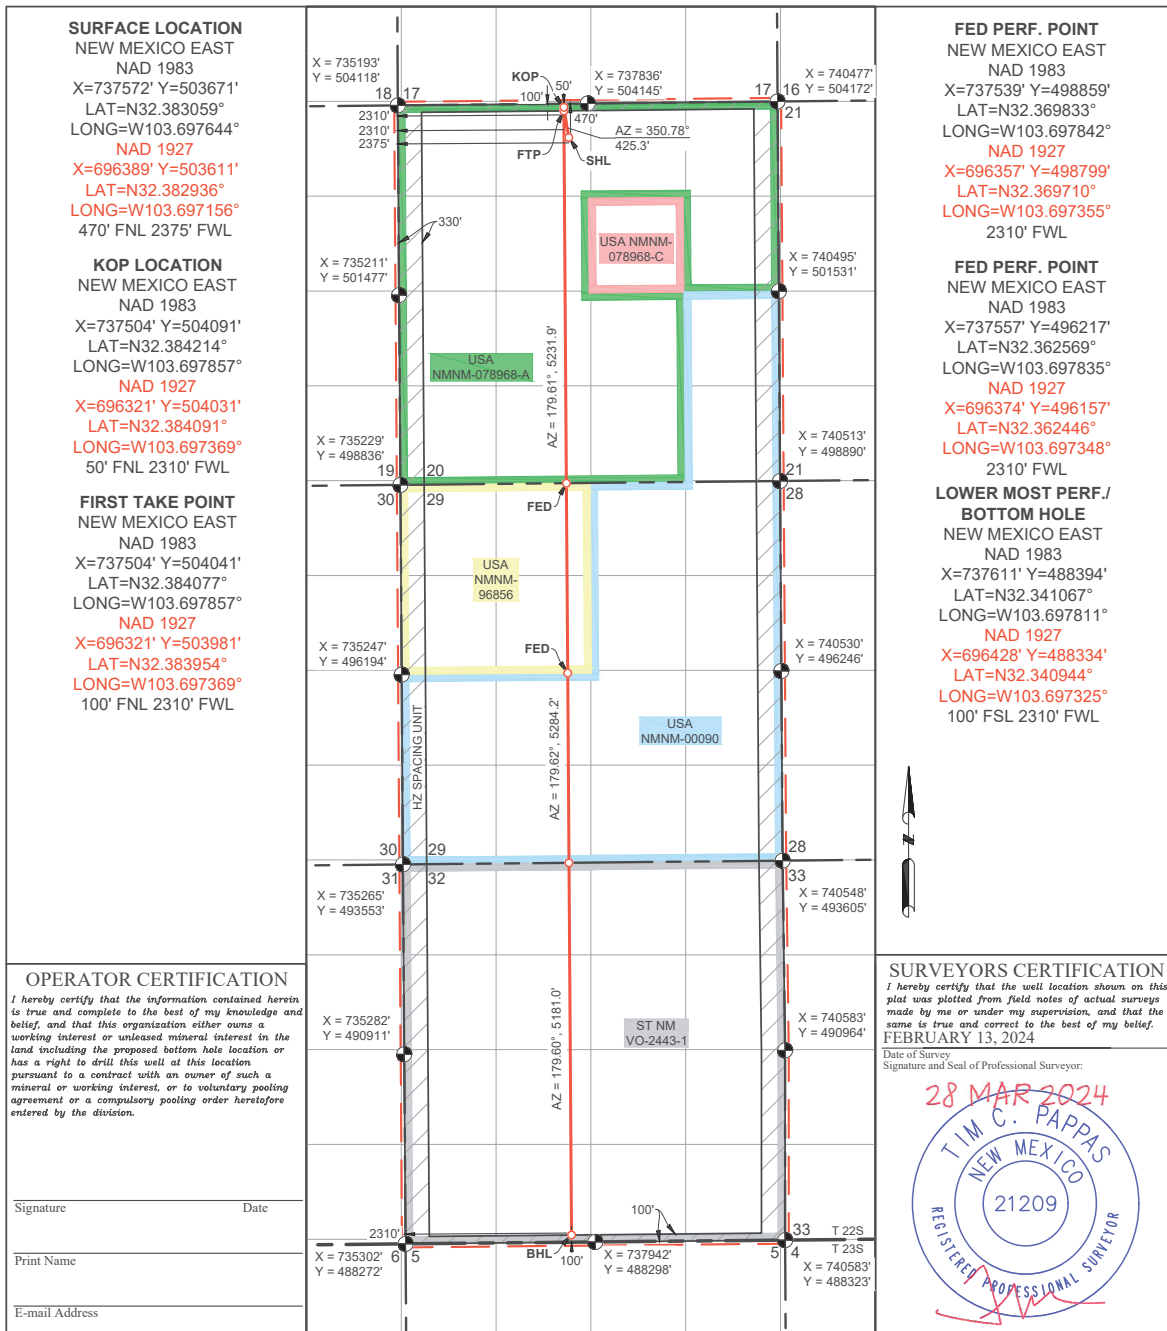 SURFACE LOCATION
NEW MEXICO EAST
NAD 1983
X=737572' Y=503671'
LAT=N32.383059°
LONG=W103.697644°
NAD 1927
X=696389' Y=503611'
LAT=N32.382936°
LONG=W103.697156°
470' FNL 2375' FWL
KOP LOCATION
NEW MEXICO EAST
NAD 1983
X=737504' Y=504091'
LAT=N32.384214°
LONG=W103.697857°
NAD 1927
X=696321' Y=504031'
LAT=N32.384091°
LONG=W103.697369°
50' FNL 2310' FWL
FIRST TAKE POINT
NEW MEXICO EAST
NAD 1983
X=737504' Y=504041'
LAT=N32.384077°
LONG=W103.697857°
NAD 1927
X=696321' Y=503981'
LAT=N32.383954°
LONG=W103.697369°
100' FNL 2310' FWL
OPERATOR CERTIFICATION
I hereby certify that the information contained herein
is true and complete to the best of my knowledge and
belief, and that this organization either owns a
working interest or unleased mineral interest in the
land including the proposed bottom hole location or
has a right to drill this well at this location
pursuant to a contract with an owner of such a
mineral or working interest, or to voluntary pooling
agreement or a compulsory pooling order heretofore
entered by the division.
Signature Date
Print Name
E-mail Address
X = 735193'
Y = 504118'
KOP
50'
100'
X = 737836'
Y = 504145'
X = 740477'
Y = 504172'
18 17
17 16
21
2310'
2310'
2375'
470'
AZ = 350.78°
425.3'
FTP
SHL
330'
USA NMNM-
078968-C
X = 735211'
Y = 501477'
X = 740495'
Y = 501531'
USA
NMNM-078968-A
AZ = 179.61°, 5231.9'
X = 735229'
Y = 498836'
X = 740513'
Y = 498890'
19 20
21
30 29
28
FED
USA
NMNM-
96856
FED
X = 735247'
Y = 496194'
X = 740530'
Y = 496246'
HZ SPACING UNIT
AZ = 179.62°, 5284.2'
USA
NMNM-00090
30 29
28
31 32
33
X = 735265'
Y = 493553'
X = 740548'
Y = 493605'
X = 735282'
Y = 490911'
X = 740583'
Y = 490964'
AZ = 179.60°, 5181.0'
ST NM
VO-2443-1
2310'
100'
33
T 22S
6 5
5 4
T 23S
BHL
100'
X = 735302'
Y = 488272'
X = 737942'
Y = 488298'
X = 740583'
Y = 488323'
FED PERF. POINT
NEW MEXICO EAST
NAD 1983
X=737539' Y=498859'
LAT=N32.369833°
LONG=W103.697842°
NAD 1927
X=696357' Y=498799'
LAT=N32.369710°
LONG=W103.697355°
2310' FWL
FED PERF. POINT
NEW MEXICO EAST
NAD 1983
X=737557' Y=496217'
LAT=N32.362569°
LONG=W103.697835°
NAD 1927
X=696374' Y=496157'
LAT=N32.362446°
LONG=W103.697348°
2310' FWL
LOWER MOST PERF./
BOTTOM HOLE
NEW MEXICO EAST
NAD 1983
X=737611' Y=488394'
LAT=N32.341067°
LONG=W103.697811°
NAD 1927
X=696428' Y=488334'
LAT=N32.340944°
LONG=W103.697325°
100' FSL 2310' FWL
N
SURVEYORS CERTIFICATION
I hereby certify that the well location shown on this
plat was plotted from field notes of actual surveys
made by me or under my supervision, and that the
same is true and correct to the best of my belief.
FEBRUARY 13, 2024
Date of Survey
Signature and Seal of Professional Surveyor:
28 MAR 2024
TIM C. PAPPAS
NEW MEXICO
21209
REGISTERED PROFESSIONAL SURVEYOR